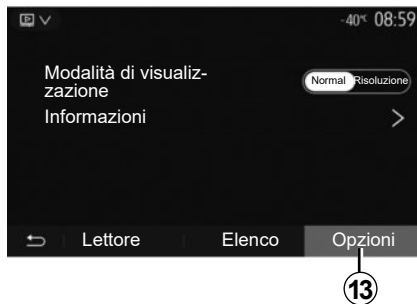 -40°C 08:59
Modalità di visualiz-
zazione
Normal Risoluzione
Informazioni
Lettore Elenco Opzioni
13